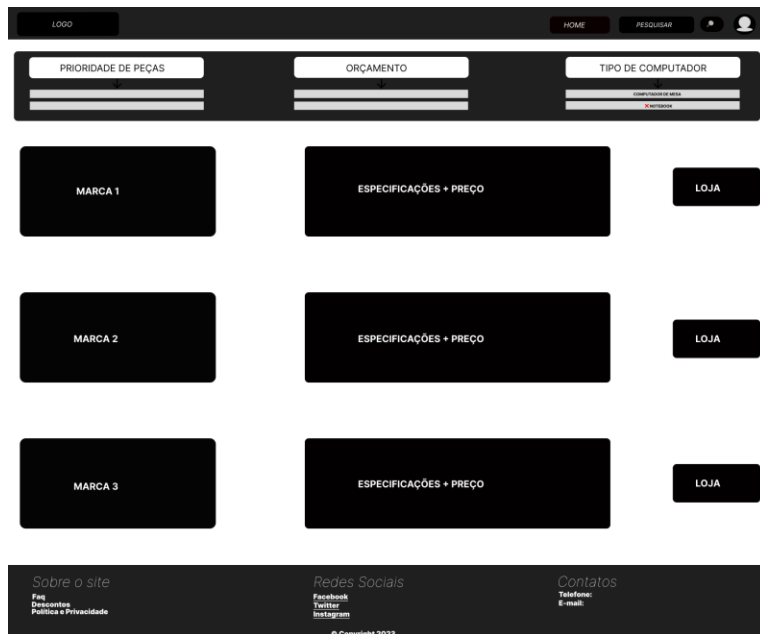 LOGO
HOME
PESQUISAR
PRIORIDADE DE PEÇAS
ORÇAMENTO
TIPO DE COMPUTADOR
COMPUTADOR DE MESA
NOTEBOOK
MARCA 1
ESPECIFICAÇÕES + PREÇO
LOJA
MARCA 2
ESPECIFICAÇÕES + PREÇO
LOJA
MARCA 3
ESPECIFICAÇÕES + PREÇO
LOJA
Sobre o site
Faq
Descontos
Política e Privacidade
Redes Sociais
Facebook
Twitter
Instagram
Contatos
Telefone:
E-mail:
© Copyright 2023